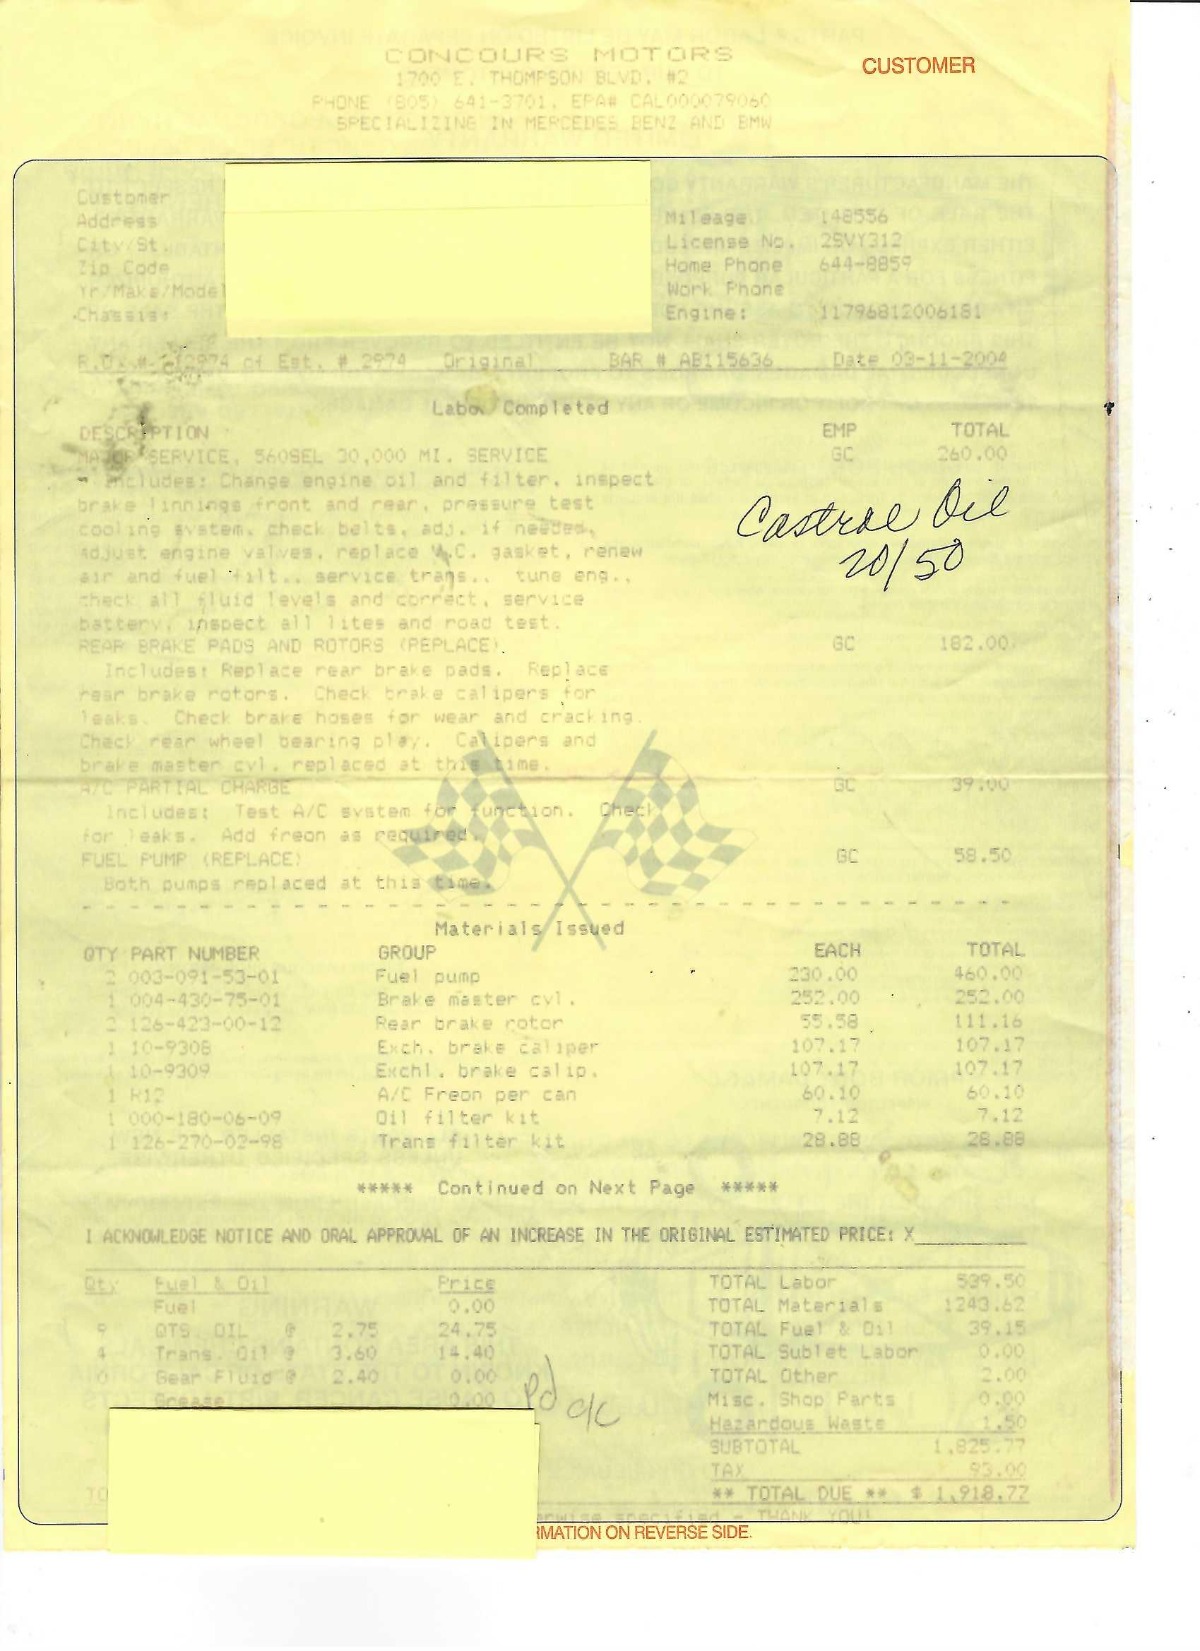 CONCOURS MOTORS
CUSTOMER
1700 E. THOMPSON BLVD. #2
PHONE (805) 641-3701, EPA# CAL000079060
SPECIALIZING IN MERCEDES BENZ AND BMW
Customer
Address Mileage 148556
City/St. License No. 2SVY312
Zip Code Home Phone 644-8859
Yr/Make/Model Work Phone
Chassis: Engine: 11796812006181
R.O. # 12974 of Est. # 2974 Original BAR # AB115636 Date 03-11-2004
Labor Completed
DESCRIPTION EMP TOTAL
MAJOR SERVICE, 560SEL 30,000 MI. SERVICE GC 260.00
Includes: Change engine oil and filter, inspect
brake linnings front and rear, pressure test
cooling system, check belts, adj. if needed,
adjust engine valves, replace V.C. gasket, renew
air and fuel filt., service trans., tune eng.,
check all fluid levels and correct, service
battery, inspect all lites and road test.
Castrol Oil
20/50
REAR BRAKE PADS AND ROTORS (REPLACE) GC 182.00
Includes: Replace rear brake pads. Replace
rear brake rotors. Check brake calipers for
leaks. Check brake hoses for wear and cracking.
Check rear wheel bearing play. Calipers and
brake master cyl. replaced at this time.
A/C PARTIAL CHARGE GC 39.00
Includes: Test A/C system for function. Check
for leaks. Add freon as required.
FUEL PUMP (REPLACE) GC 58.50
Both pumps replaced at this time.
Materials Issued
QTY PART NUMBER GROUP EACH TOTAL
2 003-091-53-01 Fuel pump 230.00 460.00
1 004-430-75-01 Brake master cyl. 252.00 252.00
2 126-423-00-12 Rear brake rotor 55.58 111.16
1 10-9308 Exch. brake caliper 107.17 107.17
1 10-9309 Exchl. brake calip. 107.17 107.17
1 R12 A/C Freon per can 60.10 60.10
1 000-180-06-09 Oil filter kit 7.12 7.12
1 126-270-02-98 Trans filter kit 28.88 28.88
***** Continued on Next Page *****
I ACKNOWLEDGE NOTICE AND ORAL APPROVAL OF AN INCREASE IN THE ORIGINAL ESTIMATED PRICE: X
Qty Fuel & Oil Price TOTAL Labor 539.50
Fuel 0.00 TOTAL Materials 1243.62
9 QTS. OIL @ 2.75 24.75 TOTAL Fuel & Oil 39.15
4 Trans. Oil @ 3.60 14.40 TOTAL Sublet Labor 0.00
0 Gear Fluid @ 2.40 0.00 TOTAL Other 2.00
Grease 0.00 Misc. Shop Parts 0.00
Pd c/c
Hazardous Waste 1.50
SUBTOTAL 1,825.77
TAX 93.00
TO ** TOTAL DUE ** $ 1,918.77
otherwise specified - THANK YOU!
RMATION ON REVERSE SIDE.